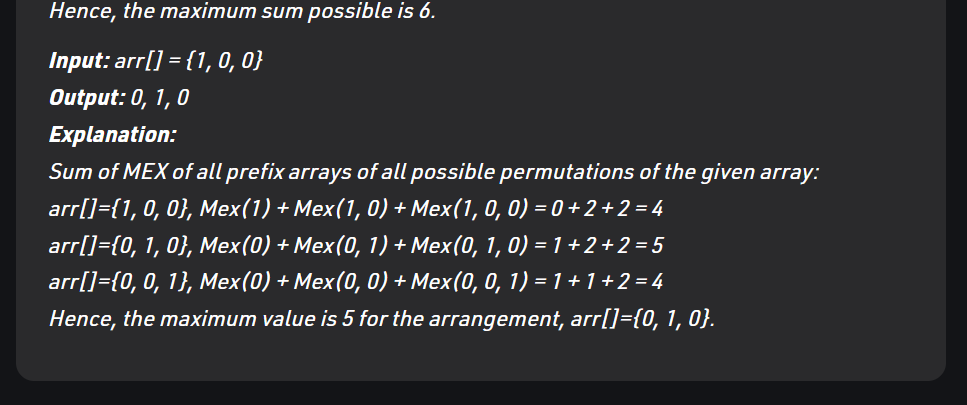 Hence, the maximum sum possible is 6.
Input: arr[] = {1, 0, 0}
Output: 0, 1, 0
Explanation:
Sum of MEX of all prefix arrays of all possible permutations of the given array:
arr[]={1, 0, 0}, Mex(1) + Mex(1, 0) + Mex(1, 0, 0) = 0 + 2 + 2 = 4
arr[]={0, 1, 0}, Mex(0) + Mex(0, 1) + Mex(0, 1, 0) = 1 + 2 + 2 = 5
arr[]={0, 0, 1}, Mex(0) + Mex(0, 0) + Mex(0, 0, 1) = 1 + 1 + 2 = 4
Hence, the maximum value is 5 for the arrangement, arr[]={0, 1, 0}.